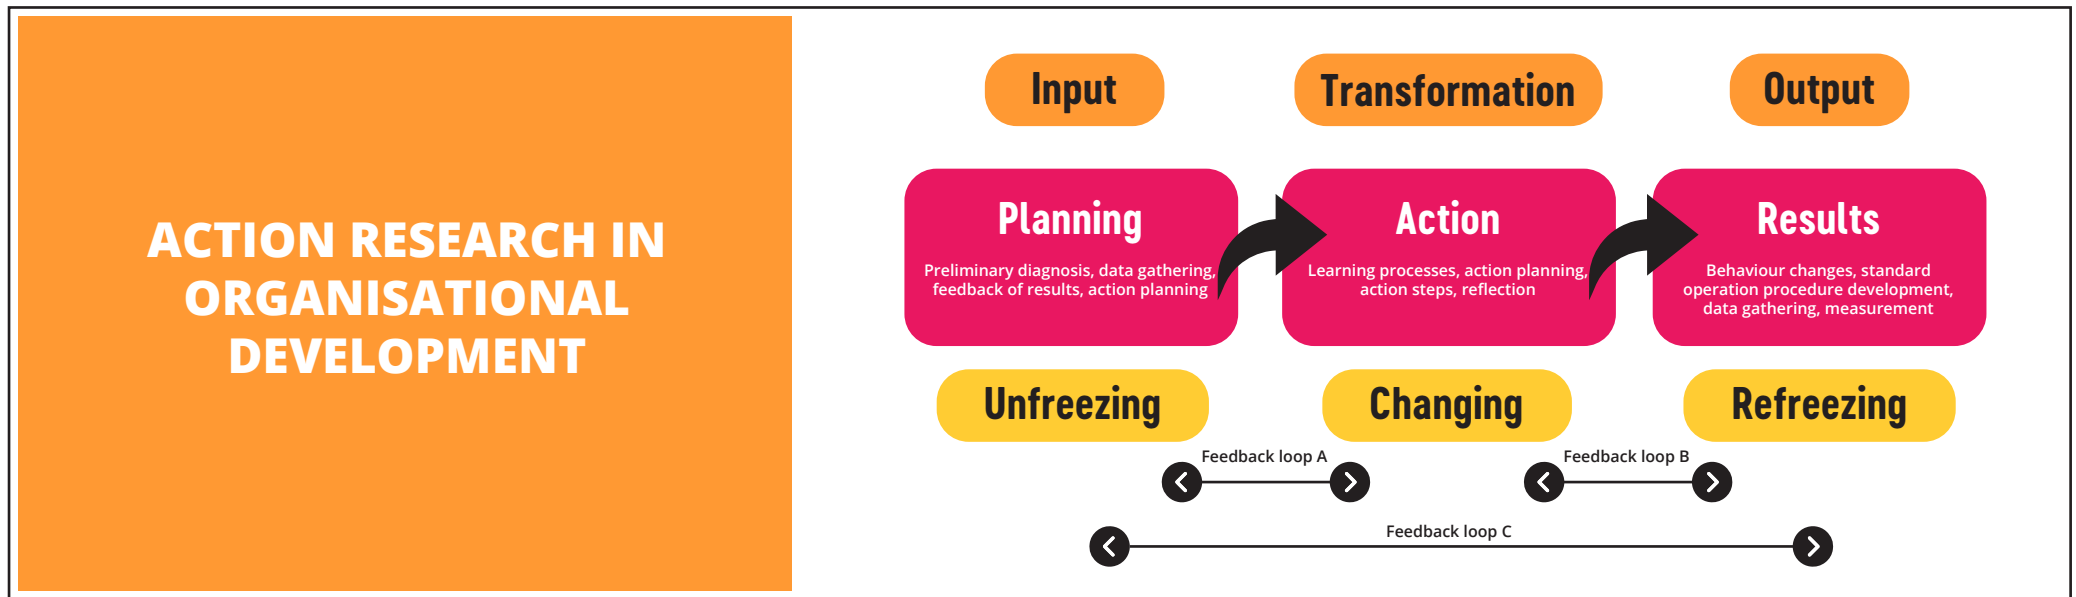 ACTION RESEARCH IN
ORGANISATIONAL
DEVELOPMENT
Input
Transformation
Output
Planning
Preliminary diagnosis, data gathering,
feedback of results, action planning
Action
Learning processes, action planning,
action steps, reflection
Results
Behaviour changes, standard
operation procedure development,
data gathering, measurement
Unfreezing
Changing
Refreezing
Feedback loop A
Feedback loop B
Feedback loop C